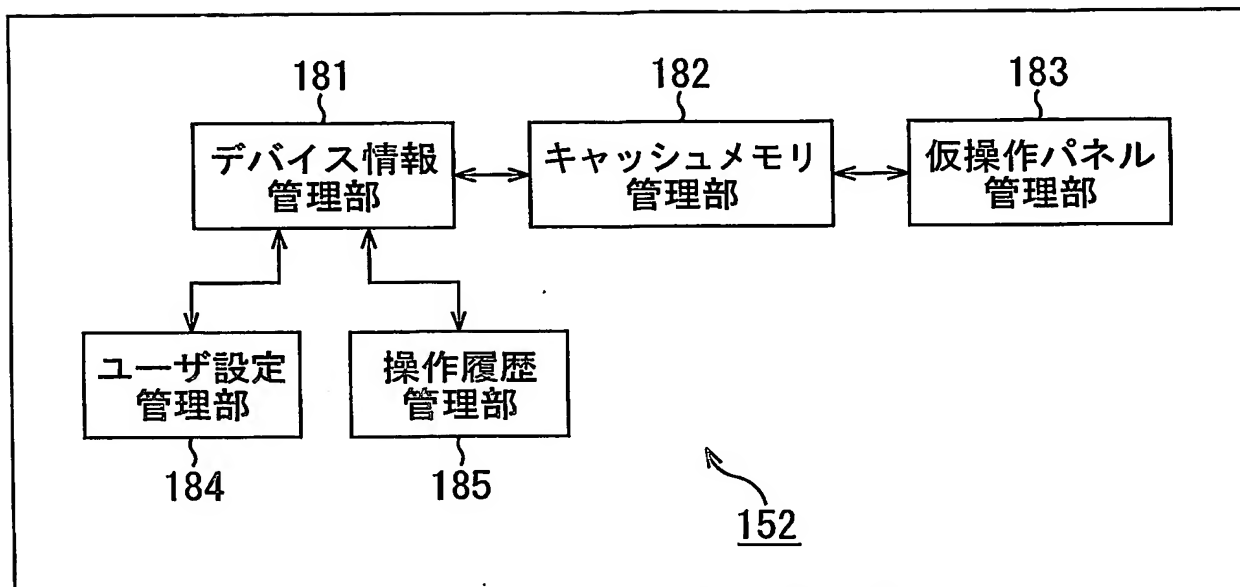 181
182
183
デバイス情報
管理部
キャッシュメモリ
管理部
仮操作パネル
管理部
ユーザ設定
管理部
操作履歴
管理部
184
185
152